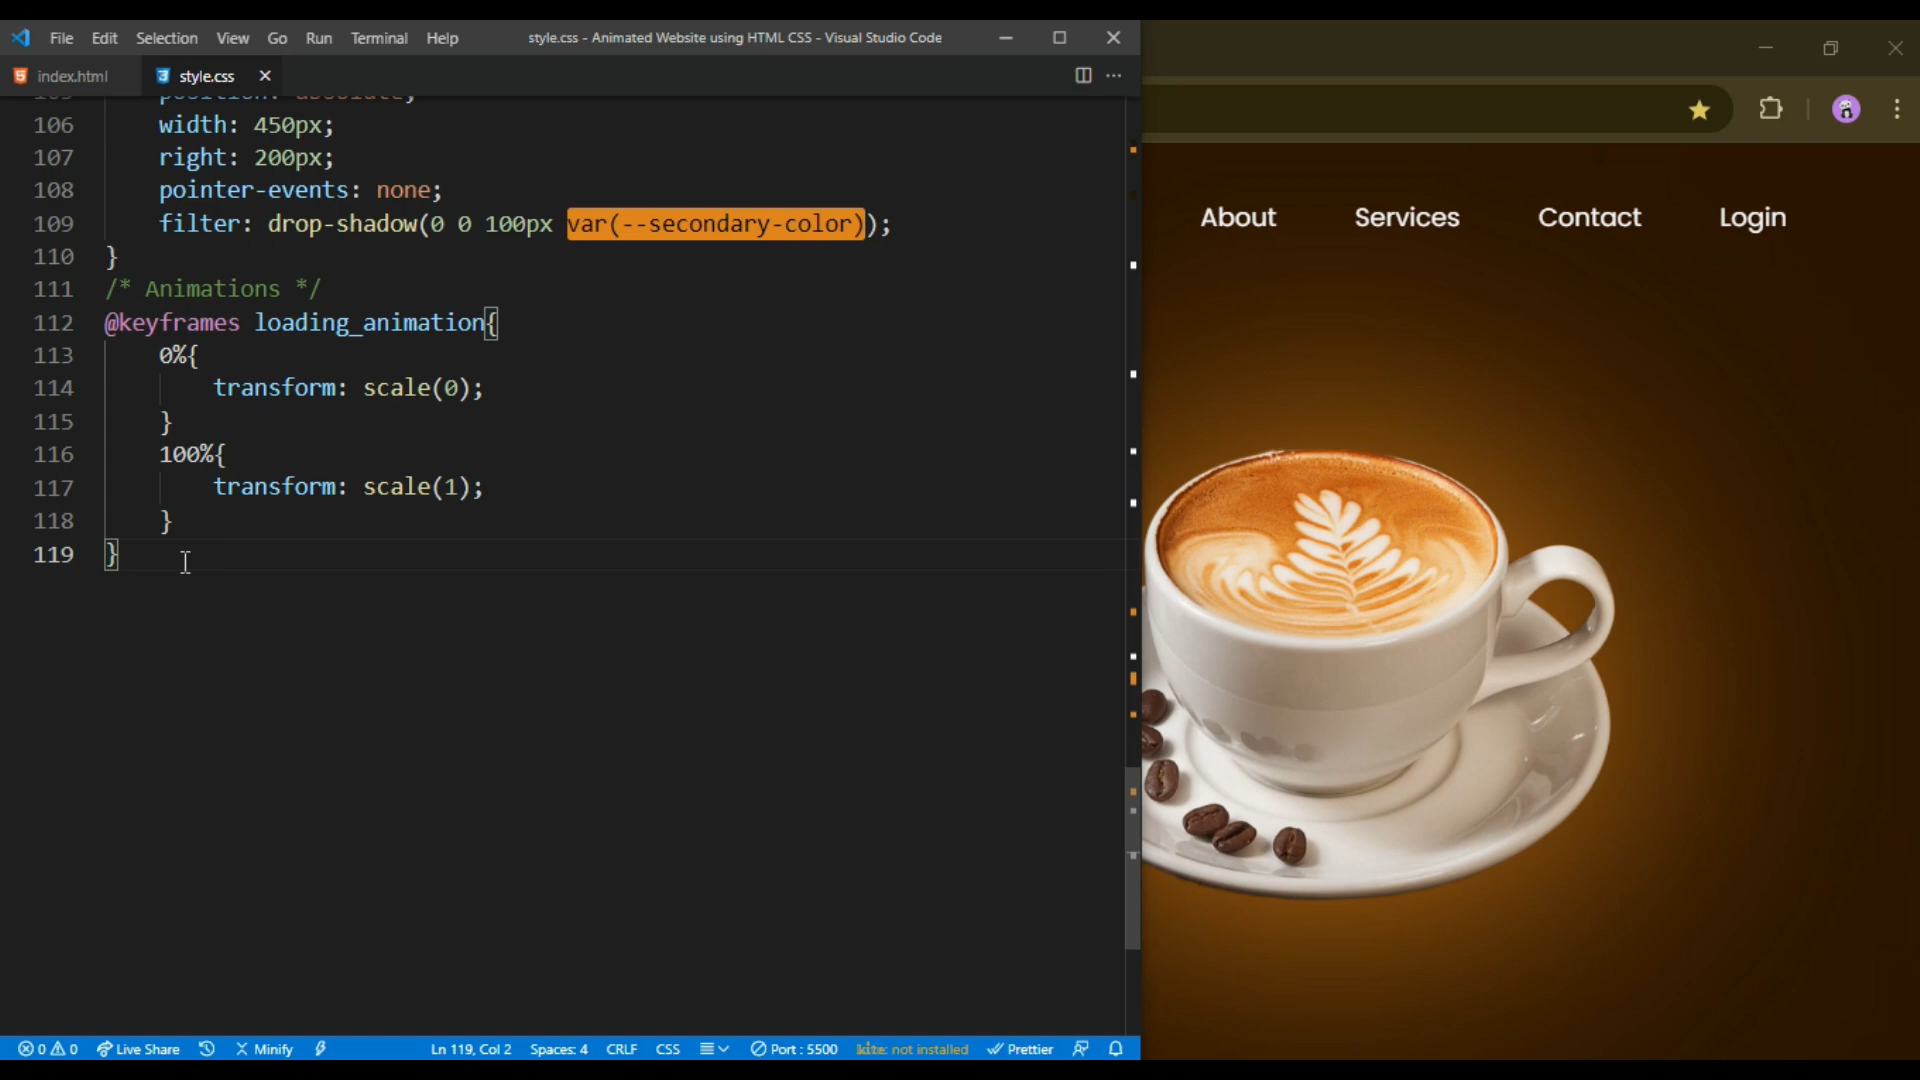 File Edit Selection View Go Run Terminal Help
style.css - Animated Website using HTML CSS - Visual Studio Code
index.html
style.css
106 width: 450px;
107 right: 200px;
108 pointer-events: none;
109 filter: drop-shadow(0 0 100px var(--secondary-color));
110 }
111 /* Animations */
112 @keyframes loading_animation{
113 0%{
114 transform: scale(0);
115 }
116 100%{
117 transform: scale(1);
118 }
119 }
0 0 Live Share Minify Ln 119, Col 2 Spaces: 4 CRLF CSS Port : 5500 kite: not installed Prettier
About Services Contact Login